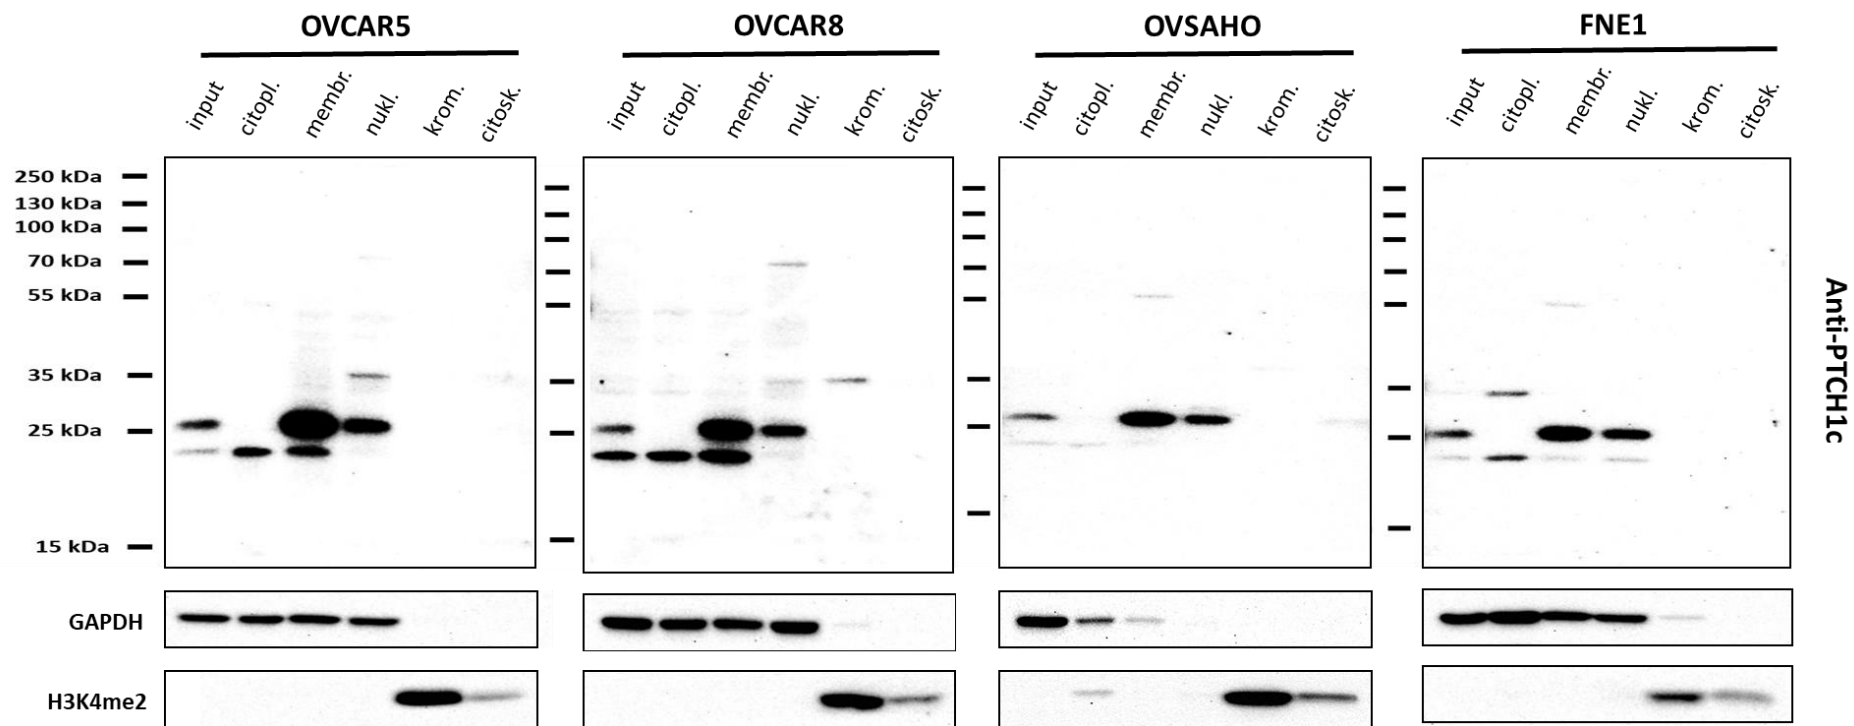 OVCAR5 OVCAR8 OVSAHO FNE1
input citopl. membr. nukl. krom. citosk. input citopl. membr. nukl. krom. citosk. input citopl. membr. nukl. krom. citosk. input citopl. membr. nukl. krom. citosk.
250 kDa
130 kDa
100 kDa
70 kDa
55 kDa
35 kDa
25 kDa
15 kDa
Anti-PTCH1c
GAPDH
H3K4me2